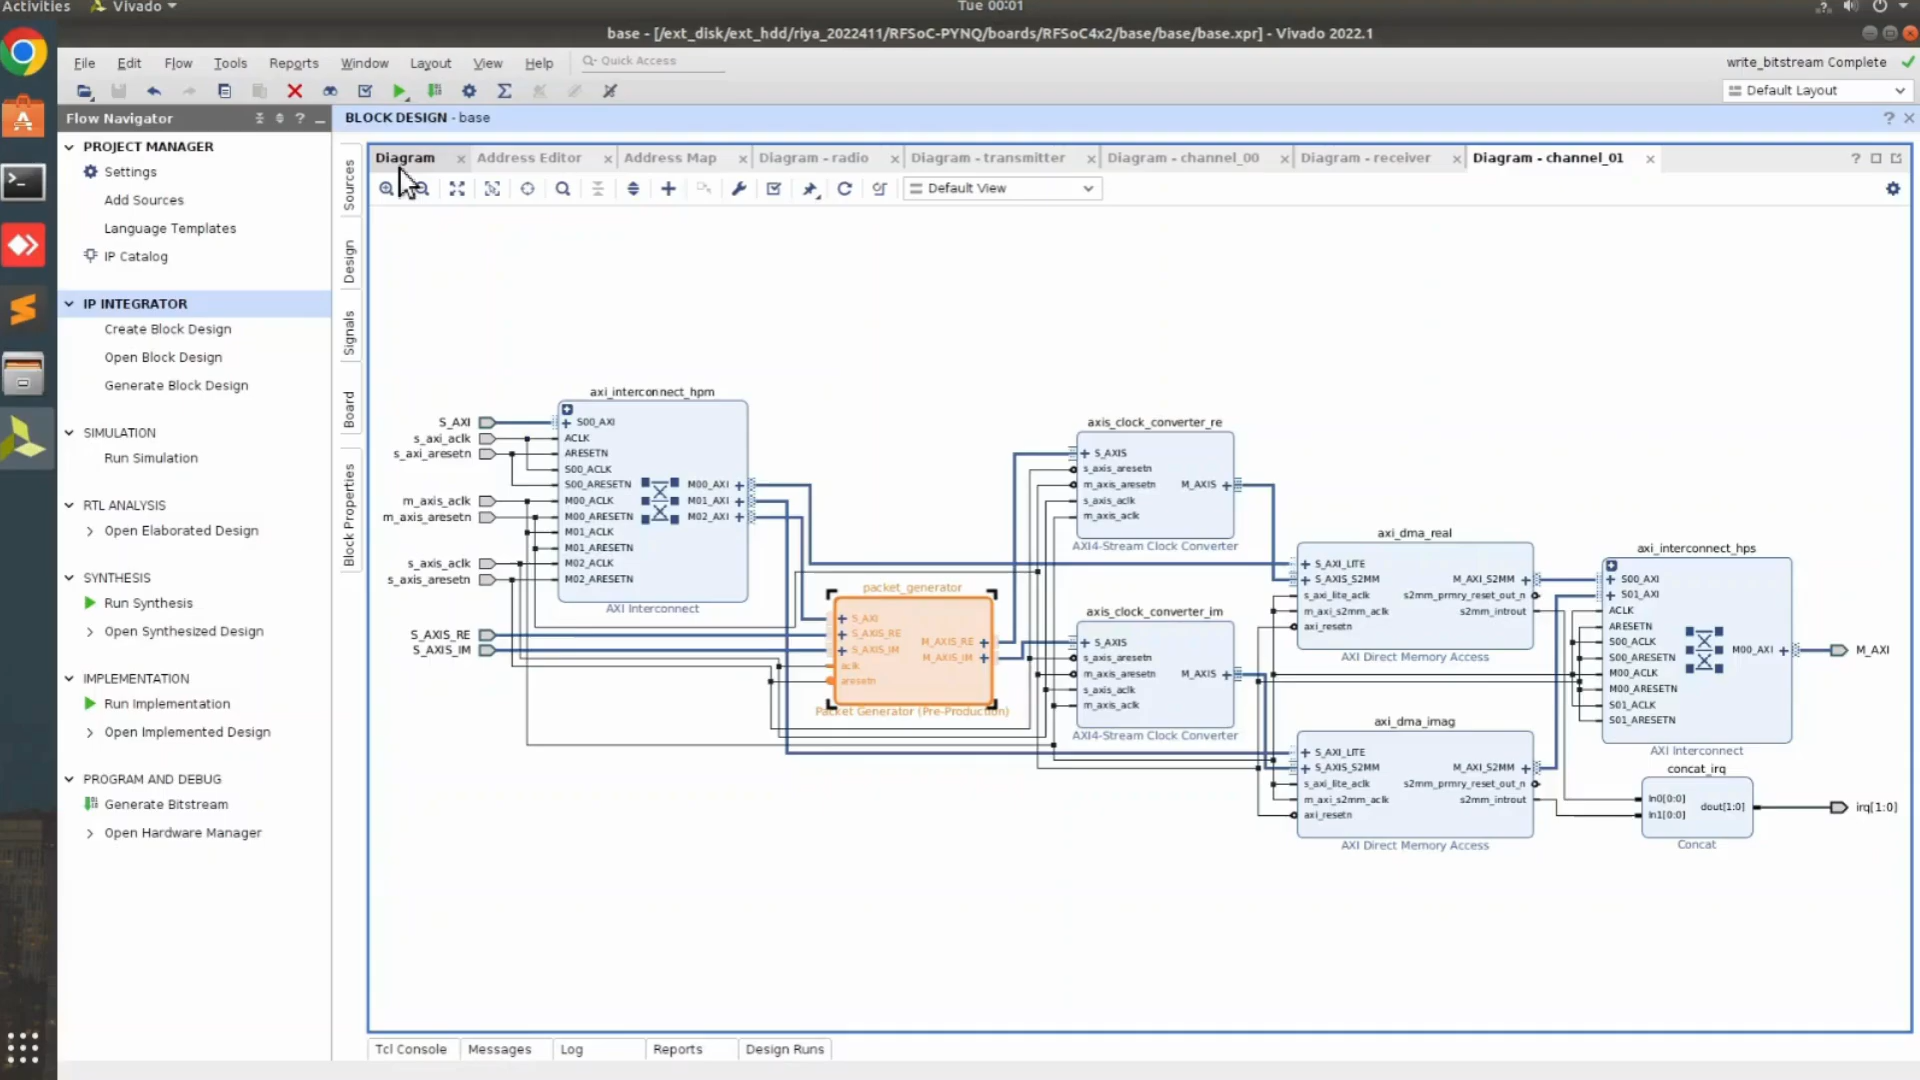 Activities
Vivado
Tue 00:01
base - [/ext_disk/ext_hdd/riya_2022411/RFSoC-PYNQ/boards/RFSoC4x2/base/base/base.xpr] - Vivado 2022.1
File Edit Flow Tools Reports Window Layout View Help
Quick Access
write_bitstream Complete
Default Layout
Flow Navigator
PROJECT MANAGER
Settings
Add Sources
Language Templates
IP Catalog
IP INTEGRATOR
Create Block Design
Open Block Design
Generate Block Design
SIMULATION
Run Simulation
RTL ANALYSIS
Open Elaborated Design
SYNTHESIS
Run Synthesis
Open Synthesized Design
IMPLEMENTATION
Run Implementation
Open Implemented Design
PROGRAM AND DEBUG
Generate Bitstream
Open Hardware Manager
BLOCK DESIGN - base
Sources
Design
Signals
Board
Block Properties
Diagram
Address Editor
Address Map
Diagram - radio
Diagram - transmitter
Diagram - channel_00
Diagram - receiver
Diagram - channel_01
Default View
S_AXI
s_axi_aclk
s_axi_aresetn
m_axis_aclk
m_axis_aresetn
s_axis_aclk
s_axis_aresetn
S_AXIS_RE
S_AXIS_IM
axi_interconnect_hpm
S00_AXI
ACLK
ARESETN
S00_ACLK
S00_ARESETN
M00_ACLK
M00_ARESETN
M01_ACLK
M01_ARESETN
M02_ACLK
M02_ARESETN
M00_AXI
M01_AXI
M02_AXI
AXI Interconnect
packet_generator
S_AXI
S_AXIS_RE
S_AXIS_IM
aclk
aresetn
M_AXIS_RE
M_AXIS_IM
Packet Generator (Pre-Production)
axis_clock_converter_re
S_AXIS
s_axis_aresetn
m_axis_aresetn
s_axis_aclk
m_axis_aclk
M_AXIS
AXI4-Stream Clock Converter
axis_clock_converter_im
S_AXIS
s_axis_aresetn
m_axis_aresetn
s_axis_aclk
m_axis_aclk
M_AXIS
AXI4-Stream Clock Converter
axi_dma_real
S_AXI_LITE
S_AXIS_S2MM
s_axi_lite_aclk
m_axi_s2mm_aclk
axi_resetn
M_AXI_S2MM
s2mm_prmry_reset_out_n
s2mm_introut
AXI Direct Memory Access
axi_dma_imag
S_AXI_LITE
S_AXIS_S2MM
s_axi_lite_aclk
m_axi_s2mm_aclk
axi_resetn
M_AXI_S2MM
s2mm_prmry_reset_out_n
s2mm_introut
AXI Direct Memory Access
axi_interconnect_hps
S00_AXI
S01_AXI
ACLK
ARESETN
S00_ACLK
S00_ARESETN
M00_ACLK
M00_ARESETN
S01_ACLK
S01_ARESETN
M00_AXI
AXI Interconnect
concat_irq
In0[0:0]
In1[0:0]
dout[1:0]
Concat
M_AXI
irq[1:0]
Tcl Console
Messages
Log
Reports
Design Runs